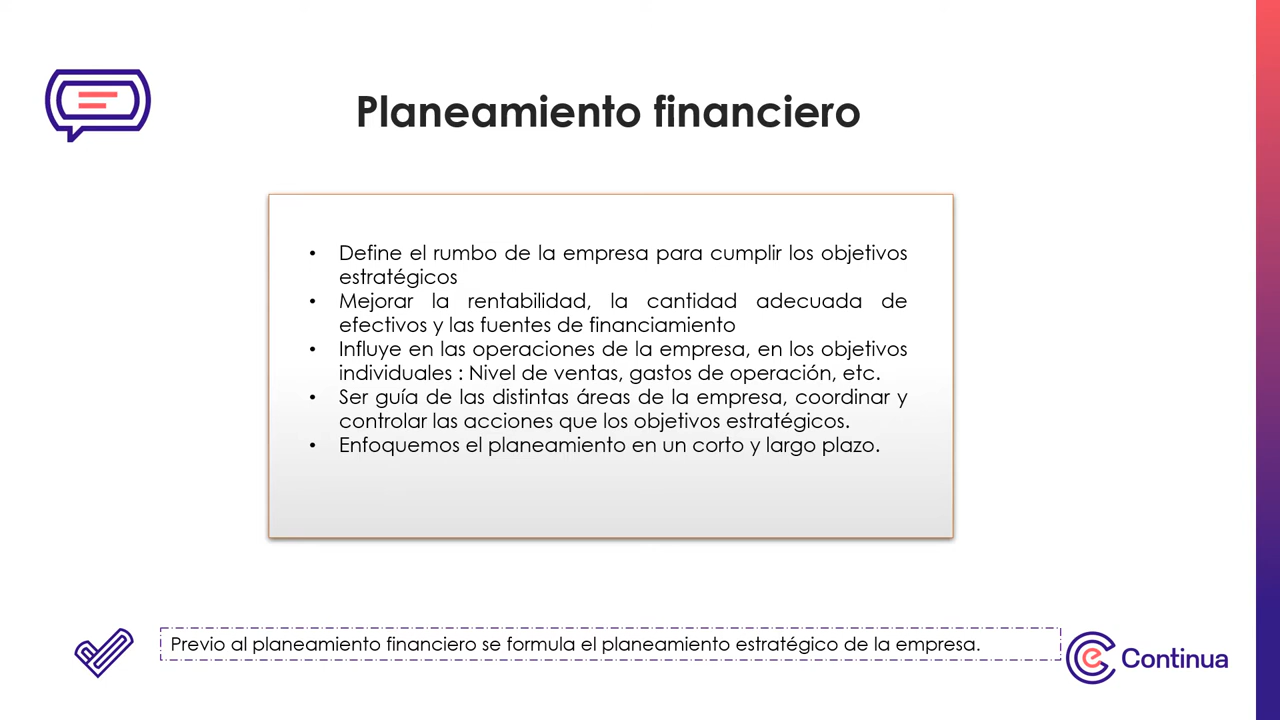 Planeamiento financiero
• Define el rumbo de la empresa para cumplir los objetivos
estratégicos
• Mejorar la rentabilidad, la cantidad adecuada de
efectivos y las fuentes de financiamiento
• Influye en las operaciones de la empresa, en los objetivos
individuales : Nivel de ventas, gastos de operación, etc.
• Ser guía de las distintas áreas de la empresa, coordinar y
controlar las acciones que los objetivos estratégicos.
• Enfoquemos el planeamiento en un corto y largo plazo.
Previo al planeamiento financiero se formula el planeamiento estratégico de la empresa.
Continua